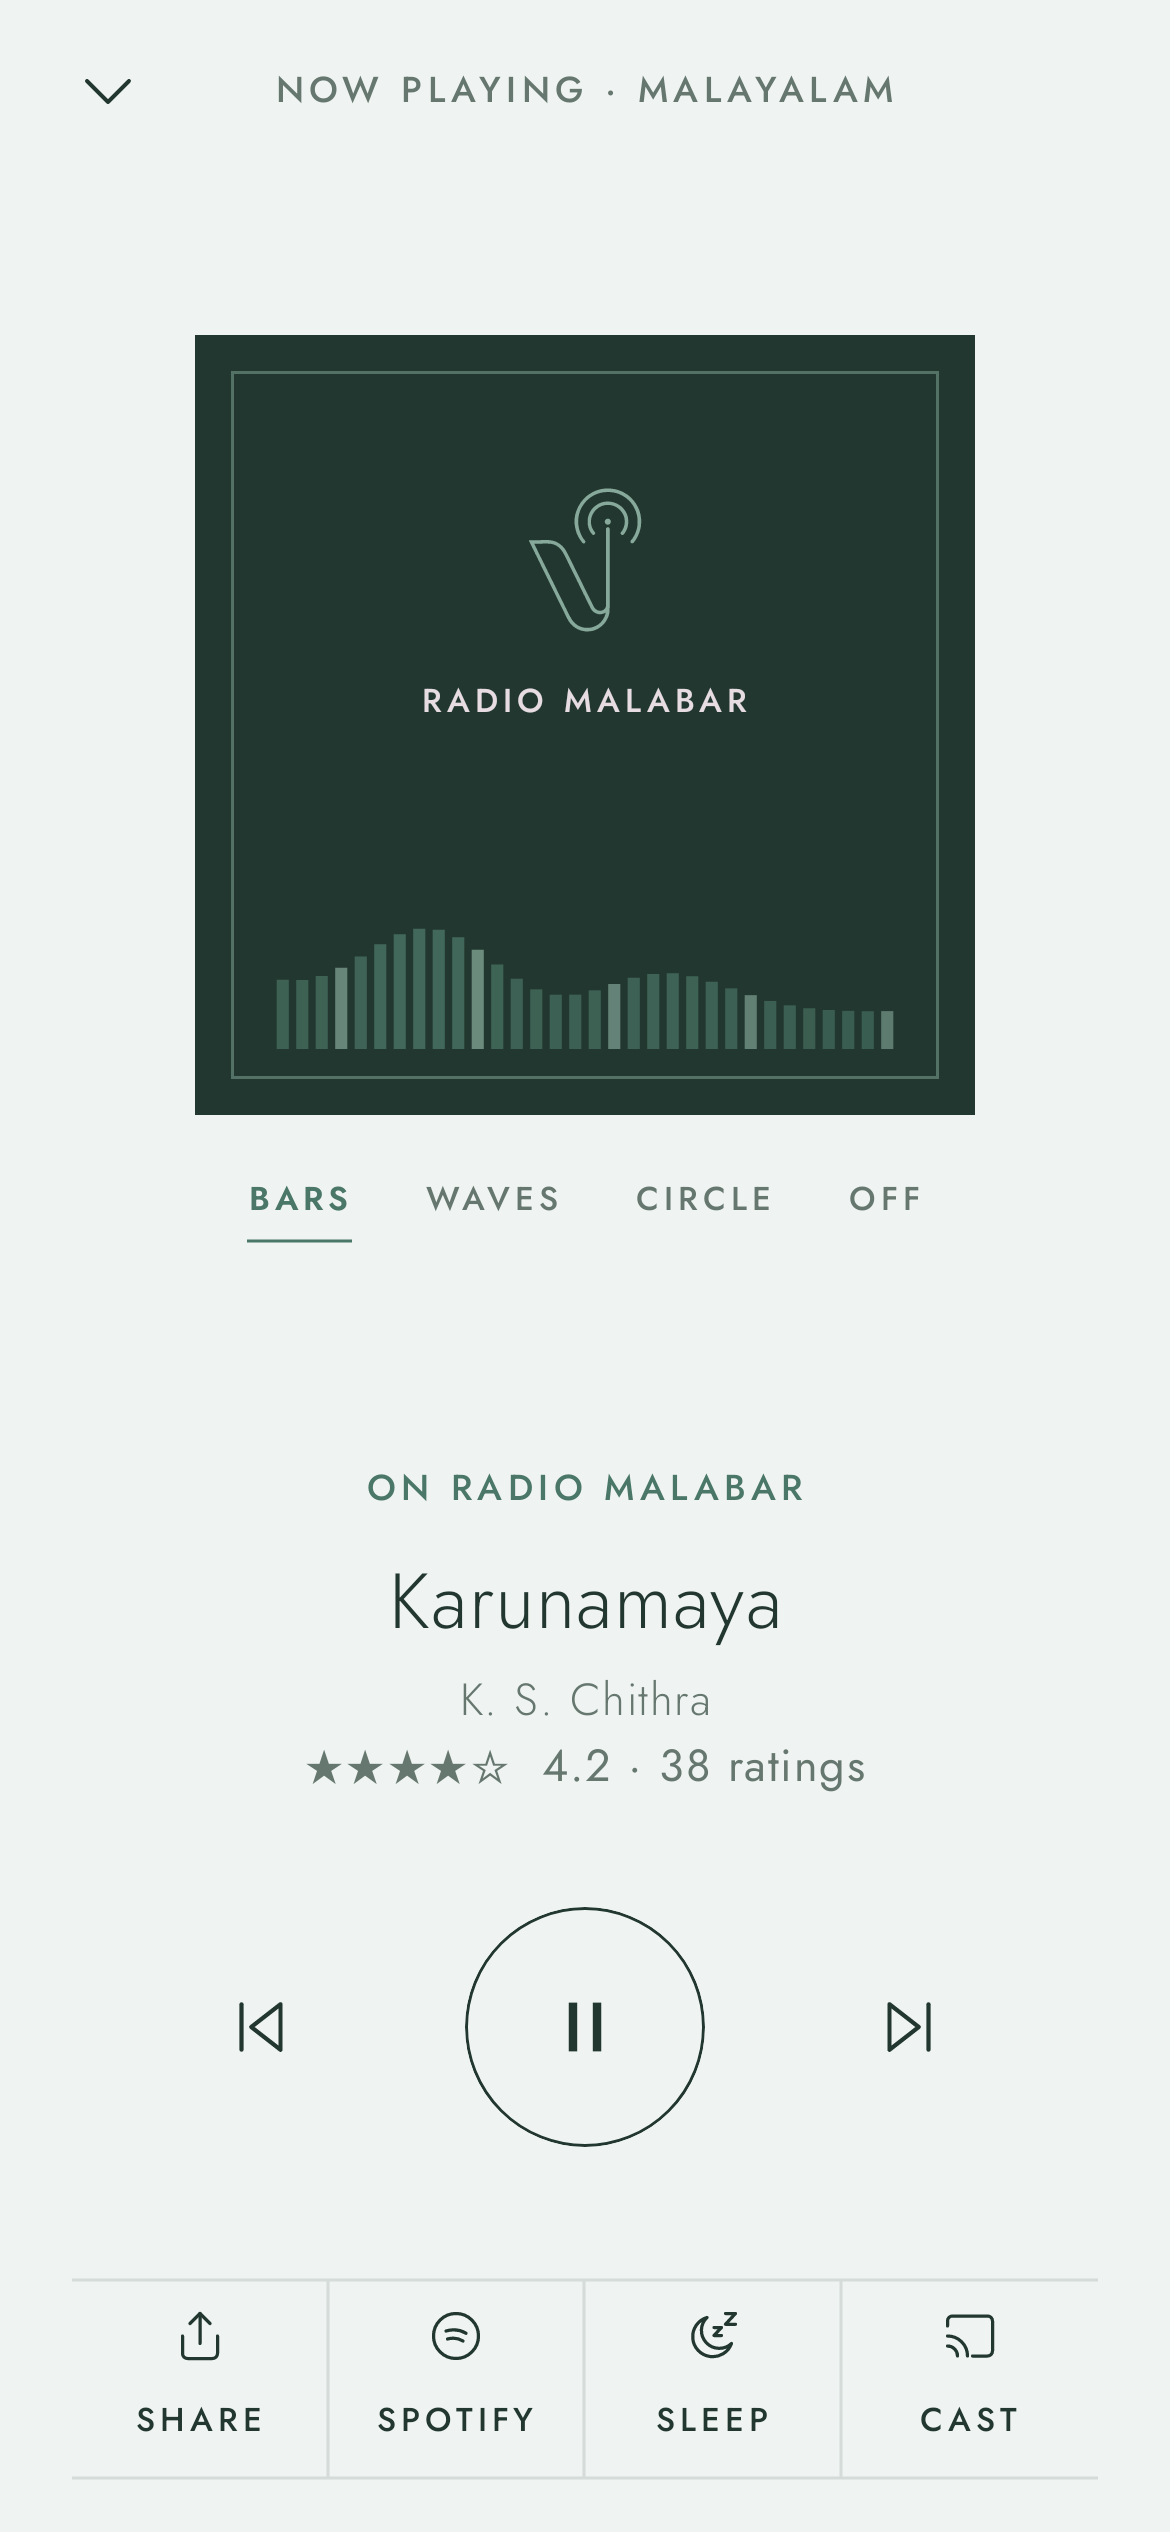 NOW PLAYING · MALAYALAM
RADIO MALABAR
BARS WAVES CIRCLE OFF
ON RADIO MALABAR
Karunamaya
K. S. Chithra
★★★★☆ 4.2 · 38 ratings
SHARE SPOTIFY SLEEP CAST